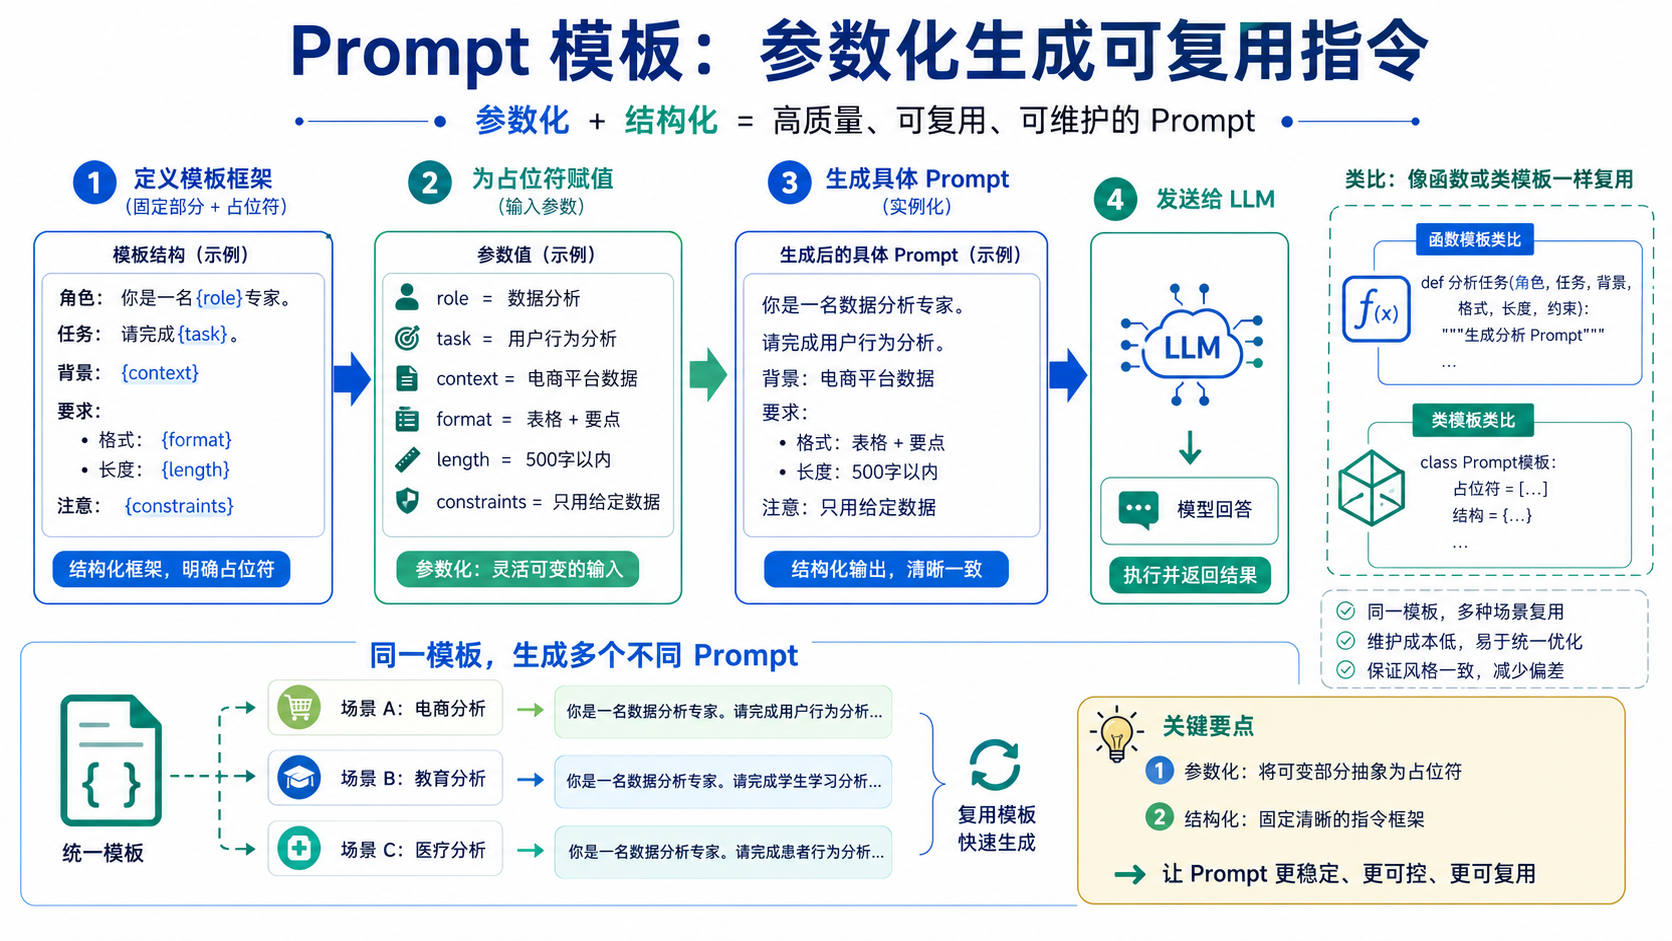 Prompt 模板：参数化生成可复用指令
参数化 + 结构化 = 高质量、可复用、可维护的 Prompt
1 定义模板框架
（固定部分 + 占位符）
模板结构（示例）
角色： 你是一名{role}专家。
任务： 请完成{task}。
背景： {context}
要求：
• 格式： {format}
• 长度： {length}
注意： {constraints}
结构化框架，明确占位符
2 为占位符赋值
（输入参数）
参数值（示例）
role = 数据分析
task = 用户行为分析
context = 电商平台数据
format = 表格 + 要点
length = 500字以内
constraints = 只用给定数据
参数化：灵活可变的输入
3 生成具体 Prompt
（实例化）
生成后的具体 Prompt（示例）
你是一名数据分析专家。
请完成用户行为分析。
背景：电商平台数据
要求：
• 格式：表格 + 要点
• 长度：500字以内
注意：只用给定数据
结构化输出，清晰一致
4 发送给 LLM
LLM
模型回答
执行并返回结果
类比：像函数或类模板一样复用
函数模板类比
f(x)
def 分析任务(角色, 任务, 背景,
格式, 长度, 约束):
"""生成分析 Prompt"""
...
类模板类比
class Prompt模板:
占位符 = [...]
结构 = {...}
...
同一模板，多种场景复用
维护成本低，易于统一优化
保证风格一致，减少偏差
同一模板，生成多个不同 Prompt
{ }
统一模板
场景 A：电商分析
你是一名数据分析专家。请完成用户行为分析...
场景 B：教育分析
你是一名数据分析专家。请完成学生学习分析...
场景 C：医疗分析
你是一名数据分析专家。请完成患者行为分析...
复用模板
快速生成
关键要点
1 参数化：将可变部分抽象为占位符
2 结构化：固定清晰的指令框架
让 Prompt 更稳定、更可控、更可复用